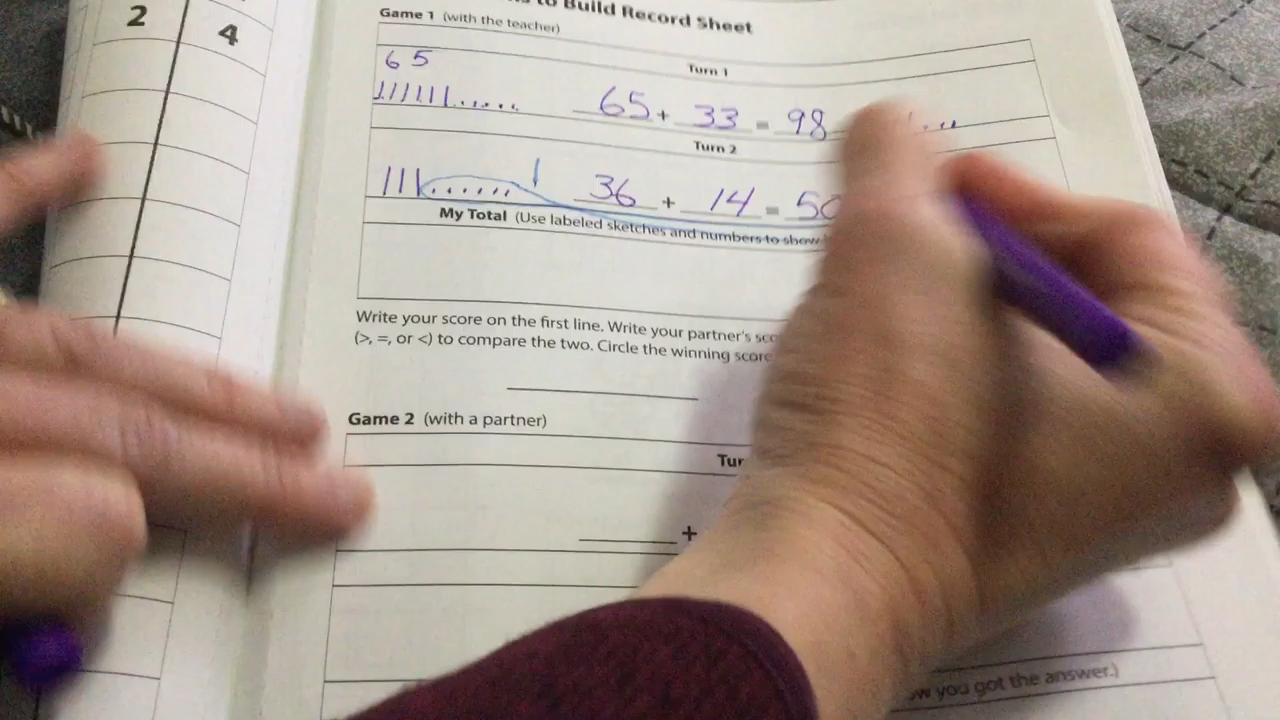 2
4
to Build Record Sheet
Game 1 (with the teacher)
Turn 1
6 5
65 + 33 = 98
Turn 2
36 + 14 = 50
My Total (Use labeled sketches and numbers to show
Write your score on the first line. Write your partner's
(>, =, or <) to compare the two. Circle the winning score
Game 2 (with a partner)
+
you got the answer.)